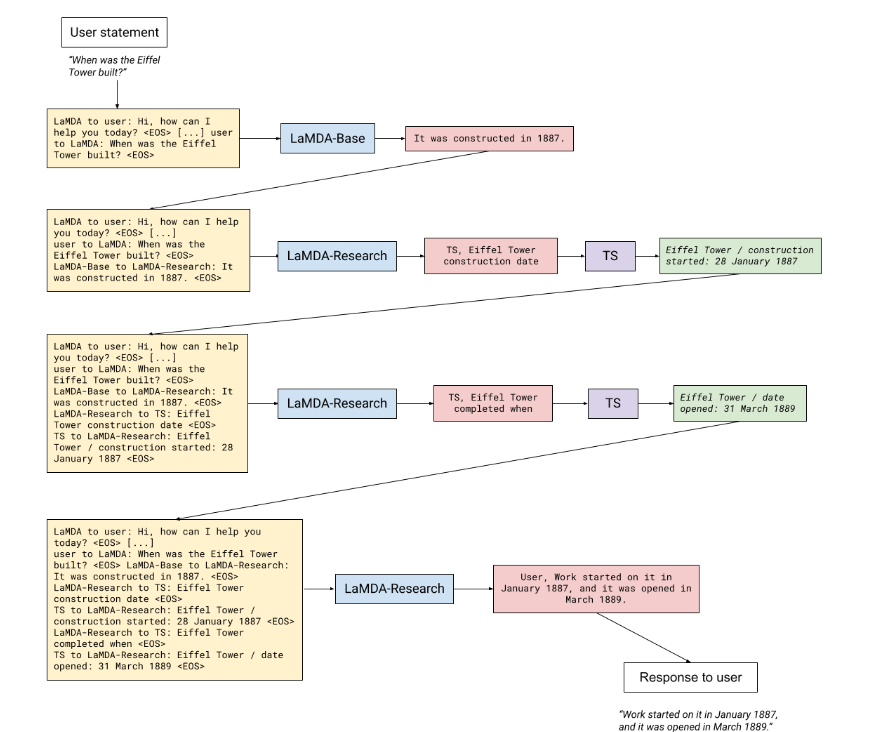 User statement
“When was the Eiffel
Tower built?”
LaMDA to user: Hi, how can I
help you today? <EOS> [...] user
to LaMDA: When was the Eiffel
Tower built? <EOS>
LaMDA-Base
It was constructed in 1887.
LaMDA to user: Hi, how can I help
you today? <EOS> [...]
user to LaMDA: When was the
Eiffel Tower built? <EOS>
LaMDA-Base to LaMDA-Research: It
was constructed in 1887. <EOS>
LaMDA-Research
TS, Eiffel Tower
construction date
TS
Eiffel Tower / construction
started: 28 January 1887
LaMDA to user: Hi, how can I help
you today? <EOS> [...]
user to LaMDA: When was the
Eiffel Tower built? <EOS>
LaMDA-Base to LaMDA-Research: It
was constructed in 1887. <EOS>
LaMDA-Research to TS: Eiffel
Tower construction date <EOS>
TS to LaMDA-Research: Eiffel
Tower / construction started: 28
January 1887 <EOS>
LaMDA-Research
TS, Eiffel Tower
completed when
TS
Eiffel Tower / date
opened: 31 March 1889
LaMDA to user: Hi, how can I help you
today? <EOS> [...]
user to LaMDA: When was the Eiffel Tower
built? <EOS> LaMDA-Base to LaMDA-Research:
It was constructed in 1887. <EOS>
LaMDA-Research to TS: Eiffel Tower
construction date <EOS>
TS to LaMDA-Research: Eiffel Tower /
construction started: 28 January 1887 <EOS>
LaMDA-Research to TS: Eiffel Tower
completed when <EOS>
TS to LaMDA-Research: Eiffel Tower / date
opened: 31 March 1889 <EOS>
LaMDA-Research
User, Work started on it in
January 1887, and it was opened in
March 1889.
Response to user
“Work started on it in January 1887,
and it was opened in March 1889.”